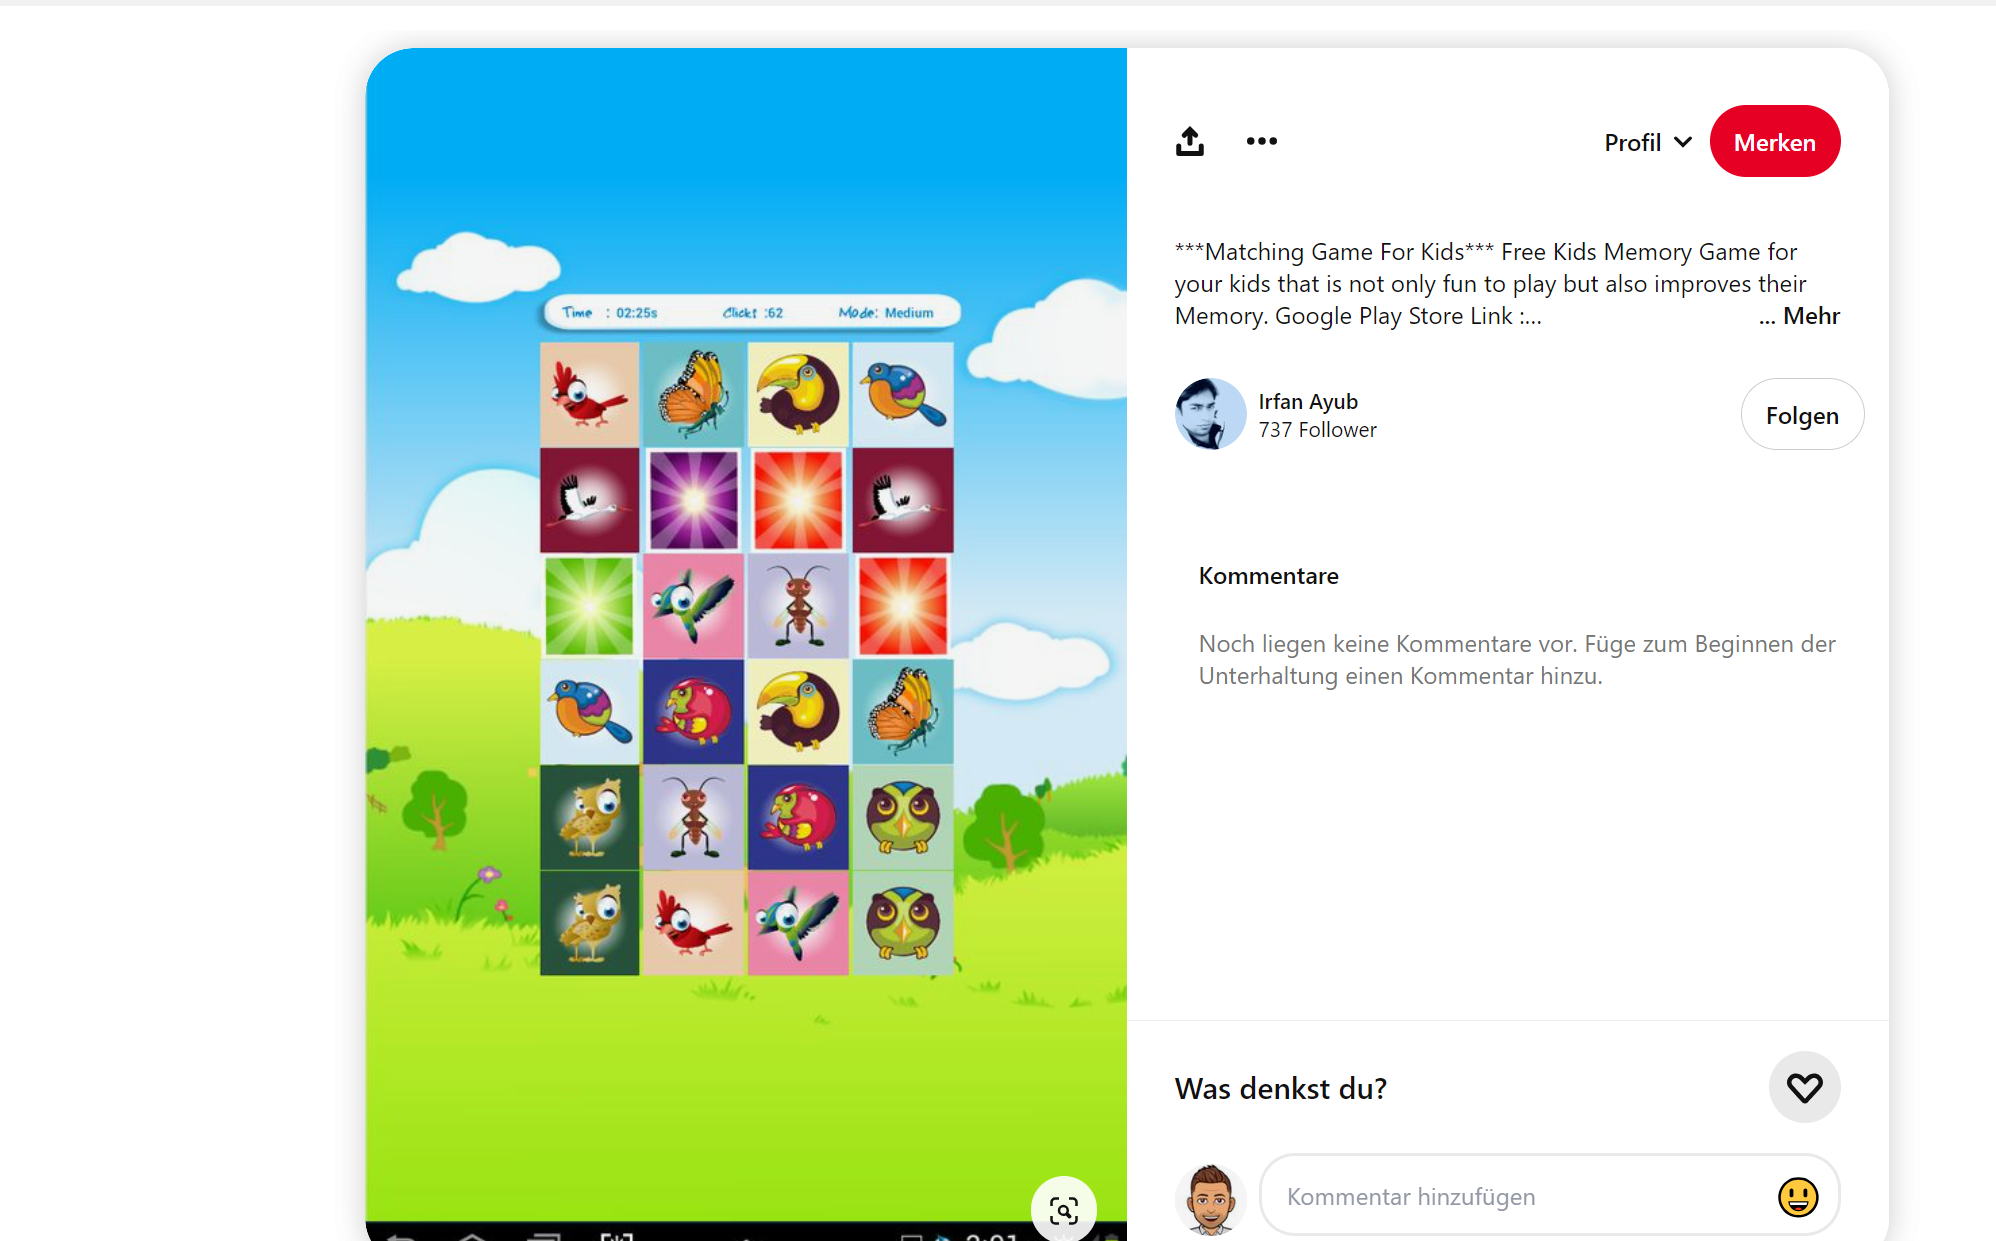 Time : 02:25s Click: :62 Mode: Medium
Profil
Merken
***Matching Game For Kids*** Free Kids Memory Game for
your kids that is not only fun to play but also improves their
Memory. Google Play Store Link :... ... Mehr
Irfan Ayub
737 Follower
Folgen
Kommentare
Noch liegen keine Kommentare vor. Füge zum Beginnen der
Unterhaltung einen Kommentar hinzu.
Was denkst du?
Kommentar hinzufügen